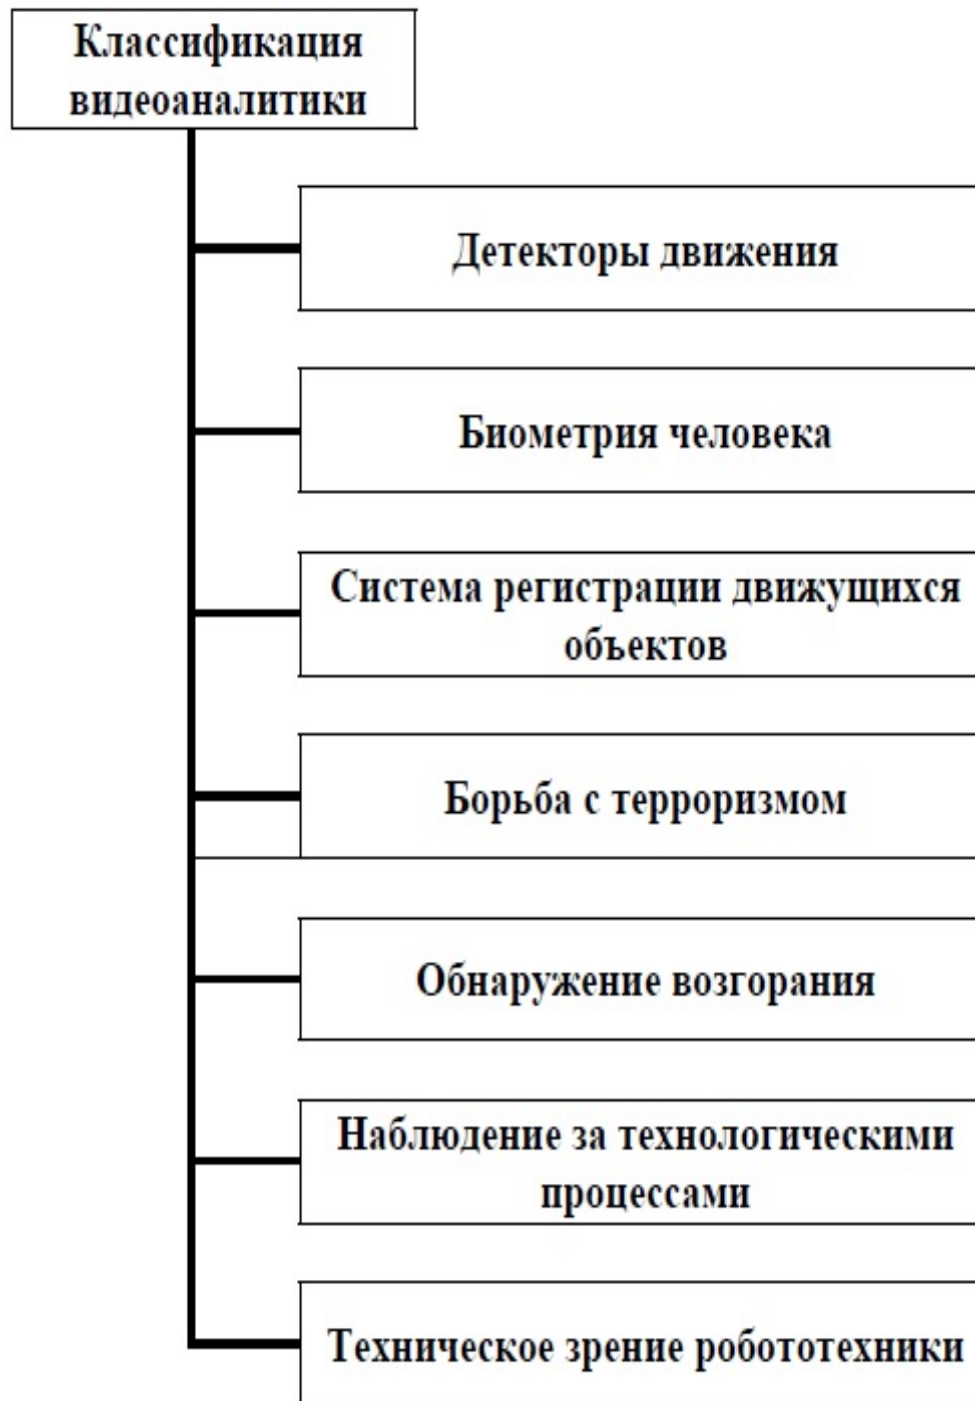 Классификация
видеоаналитики
Детекторы движения
Биометрия человека
Система регистрации движущихся
объектов
Борьба с терроризмом
Обнаружение возгорания
Наблюдение за технологическими
процессами
Техническое зрение робототехники